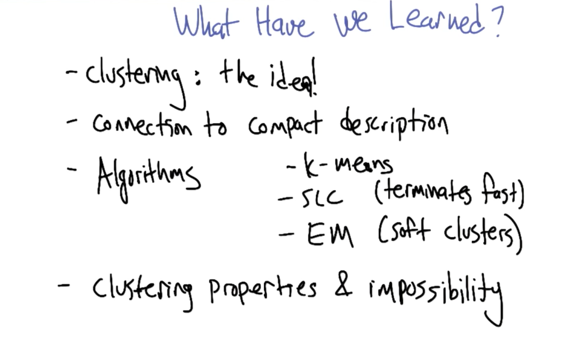 What Have We Learned?
- clustering: the idea!
- connection to compact description
- Algorithms - k-means
- SLC (terminates fast)
- EM (soft clusters)
- clustering properties & impossibility